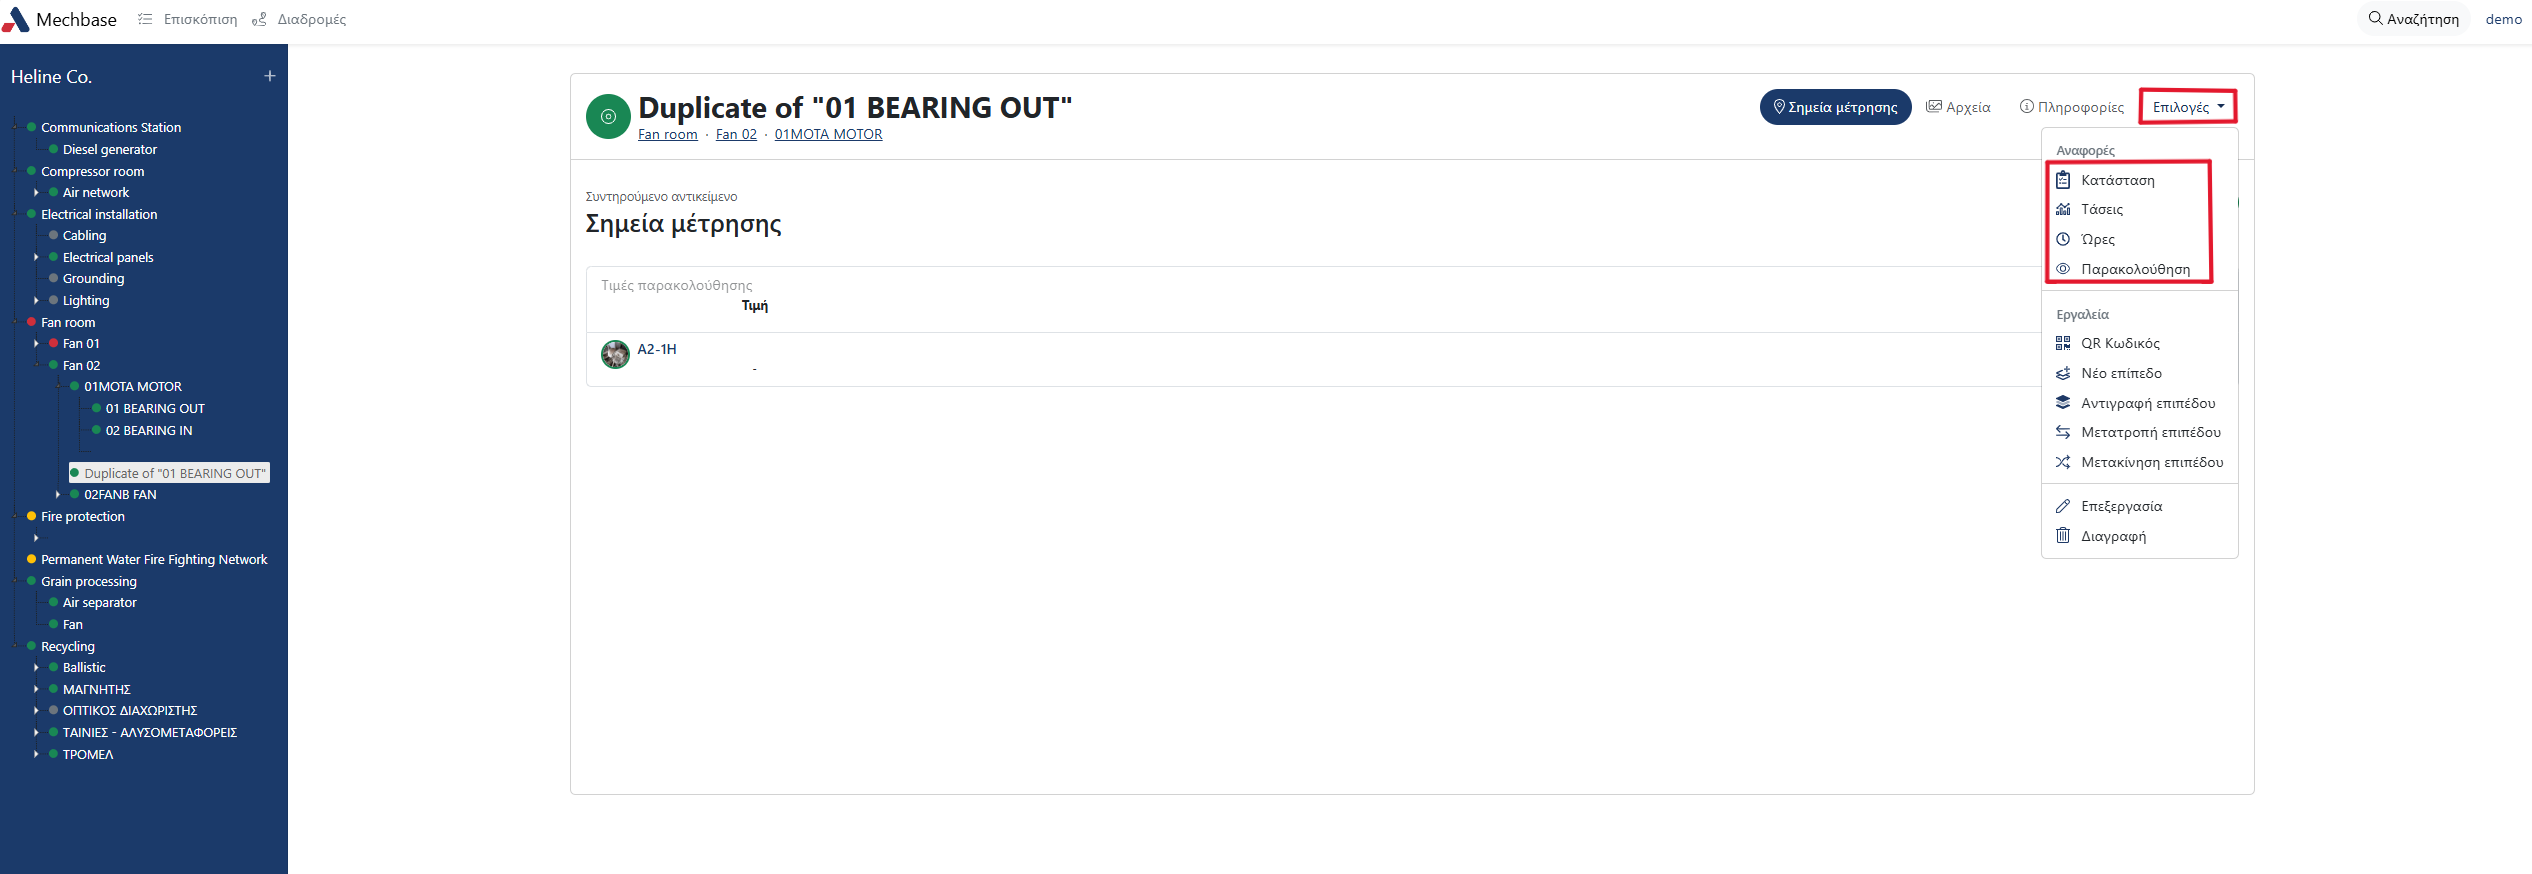 Mechbase
Επισκόπιση
Διαδρομές
Αναζήτηση
demo
Heline Co.
+
Communications Station
Diesel generator
Compressor room
Air network
Electrical installation
Cabling
Electrical panels
Grounding
Lighting
Fan room
Fan 01
Fan 02
01MOTA MOTOR
01 BEARING OUT
02 BEARING IN
Duplicate of "01 BEARING OUT"
02FANB FAN
Fire protection
Permanent Water Fire Fighting Network
Grain processing
Air separator
Fan
Recycling
Ballistic
ΜΑΓΝΗΤΗΣ
ΟΠΤΙΚΟΣ ΔΙΑΧΩΡΙΣΤΗΣ
ΤΑΙΝΙΕΣ - ΑΛΥΣΟΜΕΤΑΦΟΡΕΙΣ
ΤΡΟΜΕΛ
Duplicate of "01 BEARING OUT"
Fan room · Fan 02 · 01MOTA MOTOR
Σημεία μέτρησης
Αρχεία
Πληροφορίες
Επιλογές
Συντηρούμενο αντικείμενο
Σημεία μέτρησης
Τιμές παρακολούθησης
Τιμή
A2-1H
-
Αναφορές
Κατάσταση
Τάσεις
Ώρες
Παρακολούθηση
Εργαλεία
QR Κωδικός
Νέο επίπεδο
Αντιγραφή επιπέδου
Μετατροπή επιπέδου
Μετακίνηση επιπέδου
Επεξεργασία
Διαγραφή